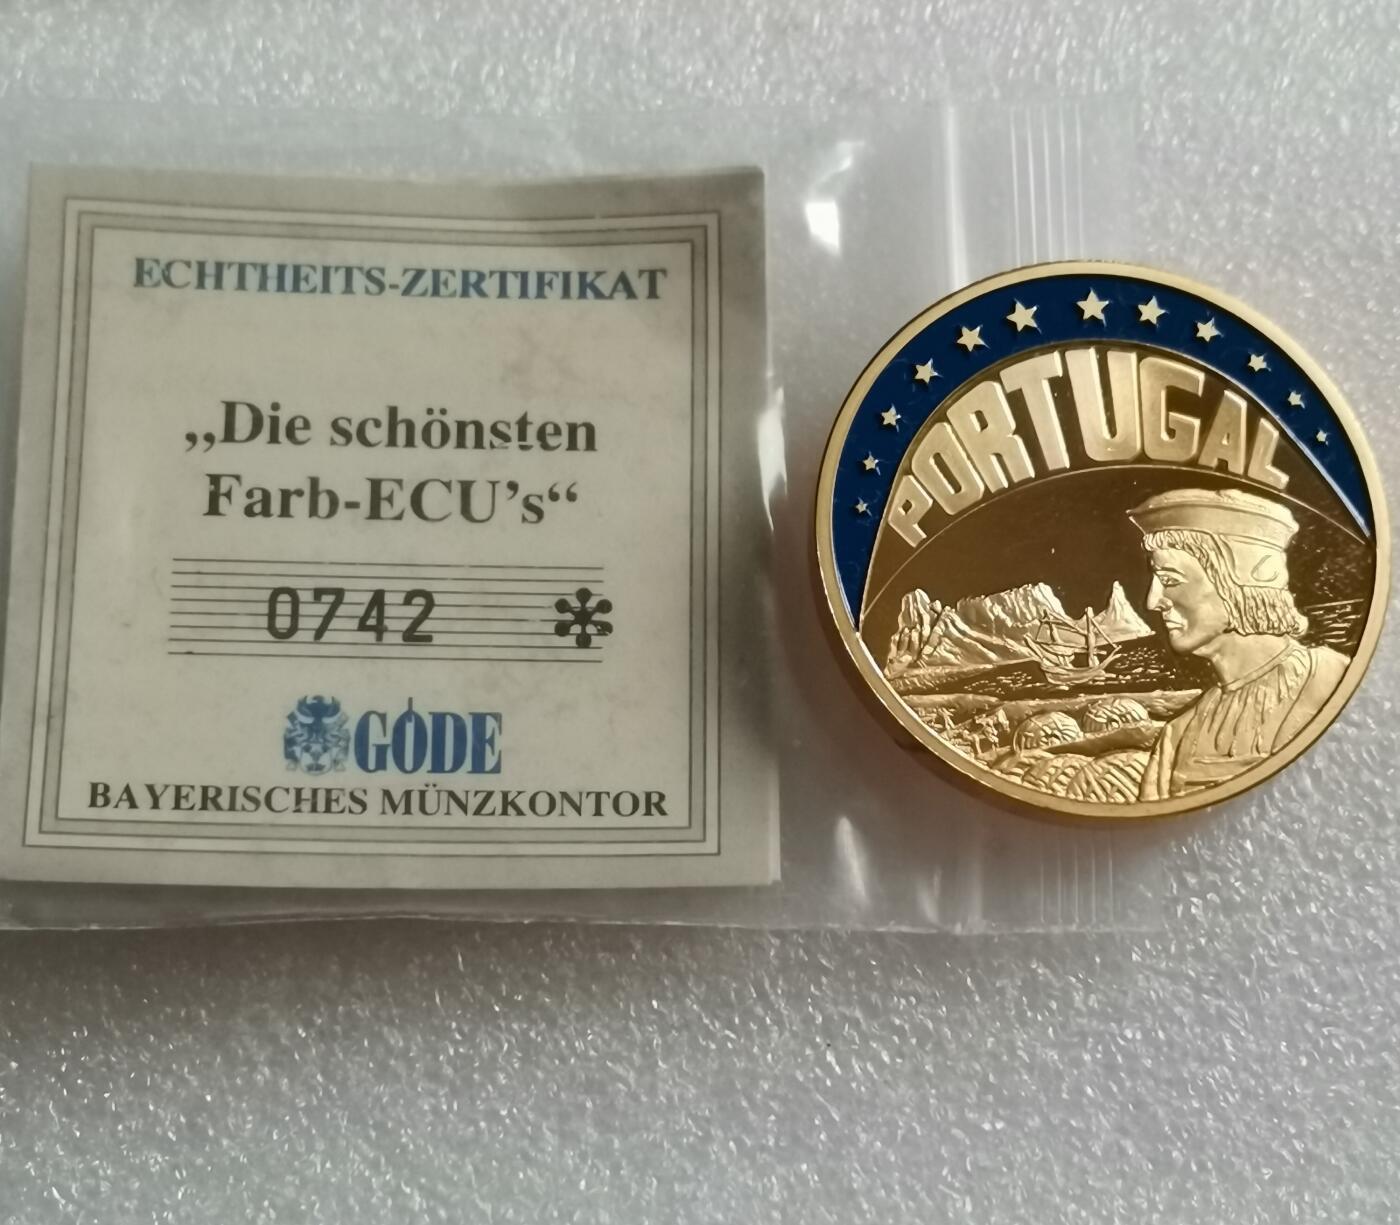 ECHTHEITS-ZERTIFIKAT
„Die schönsten
Farb-ECU’s“
0742
GÖDE
BAYERISCHES MÜNZKONTOR
PORTUGAL